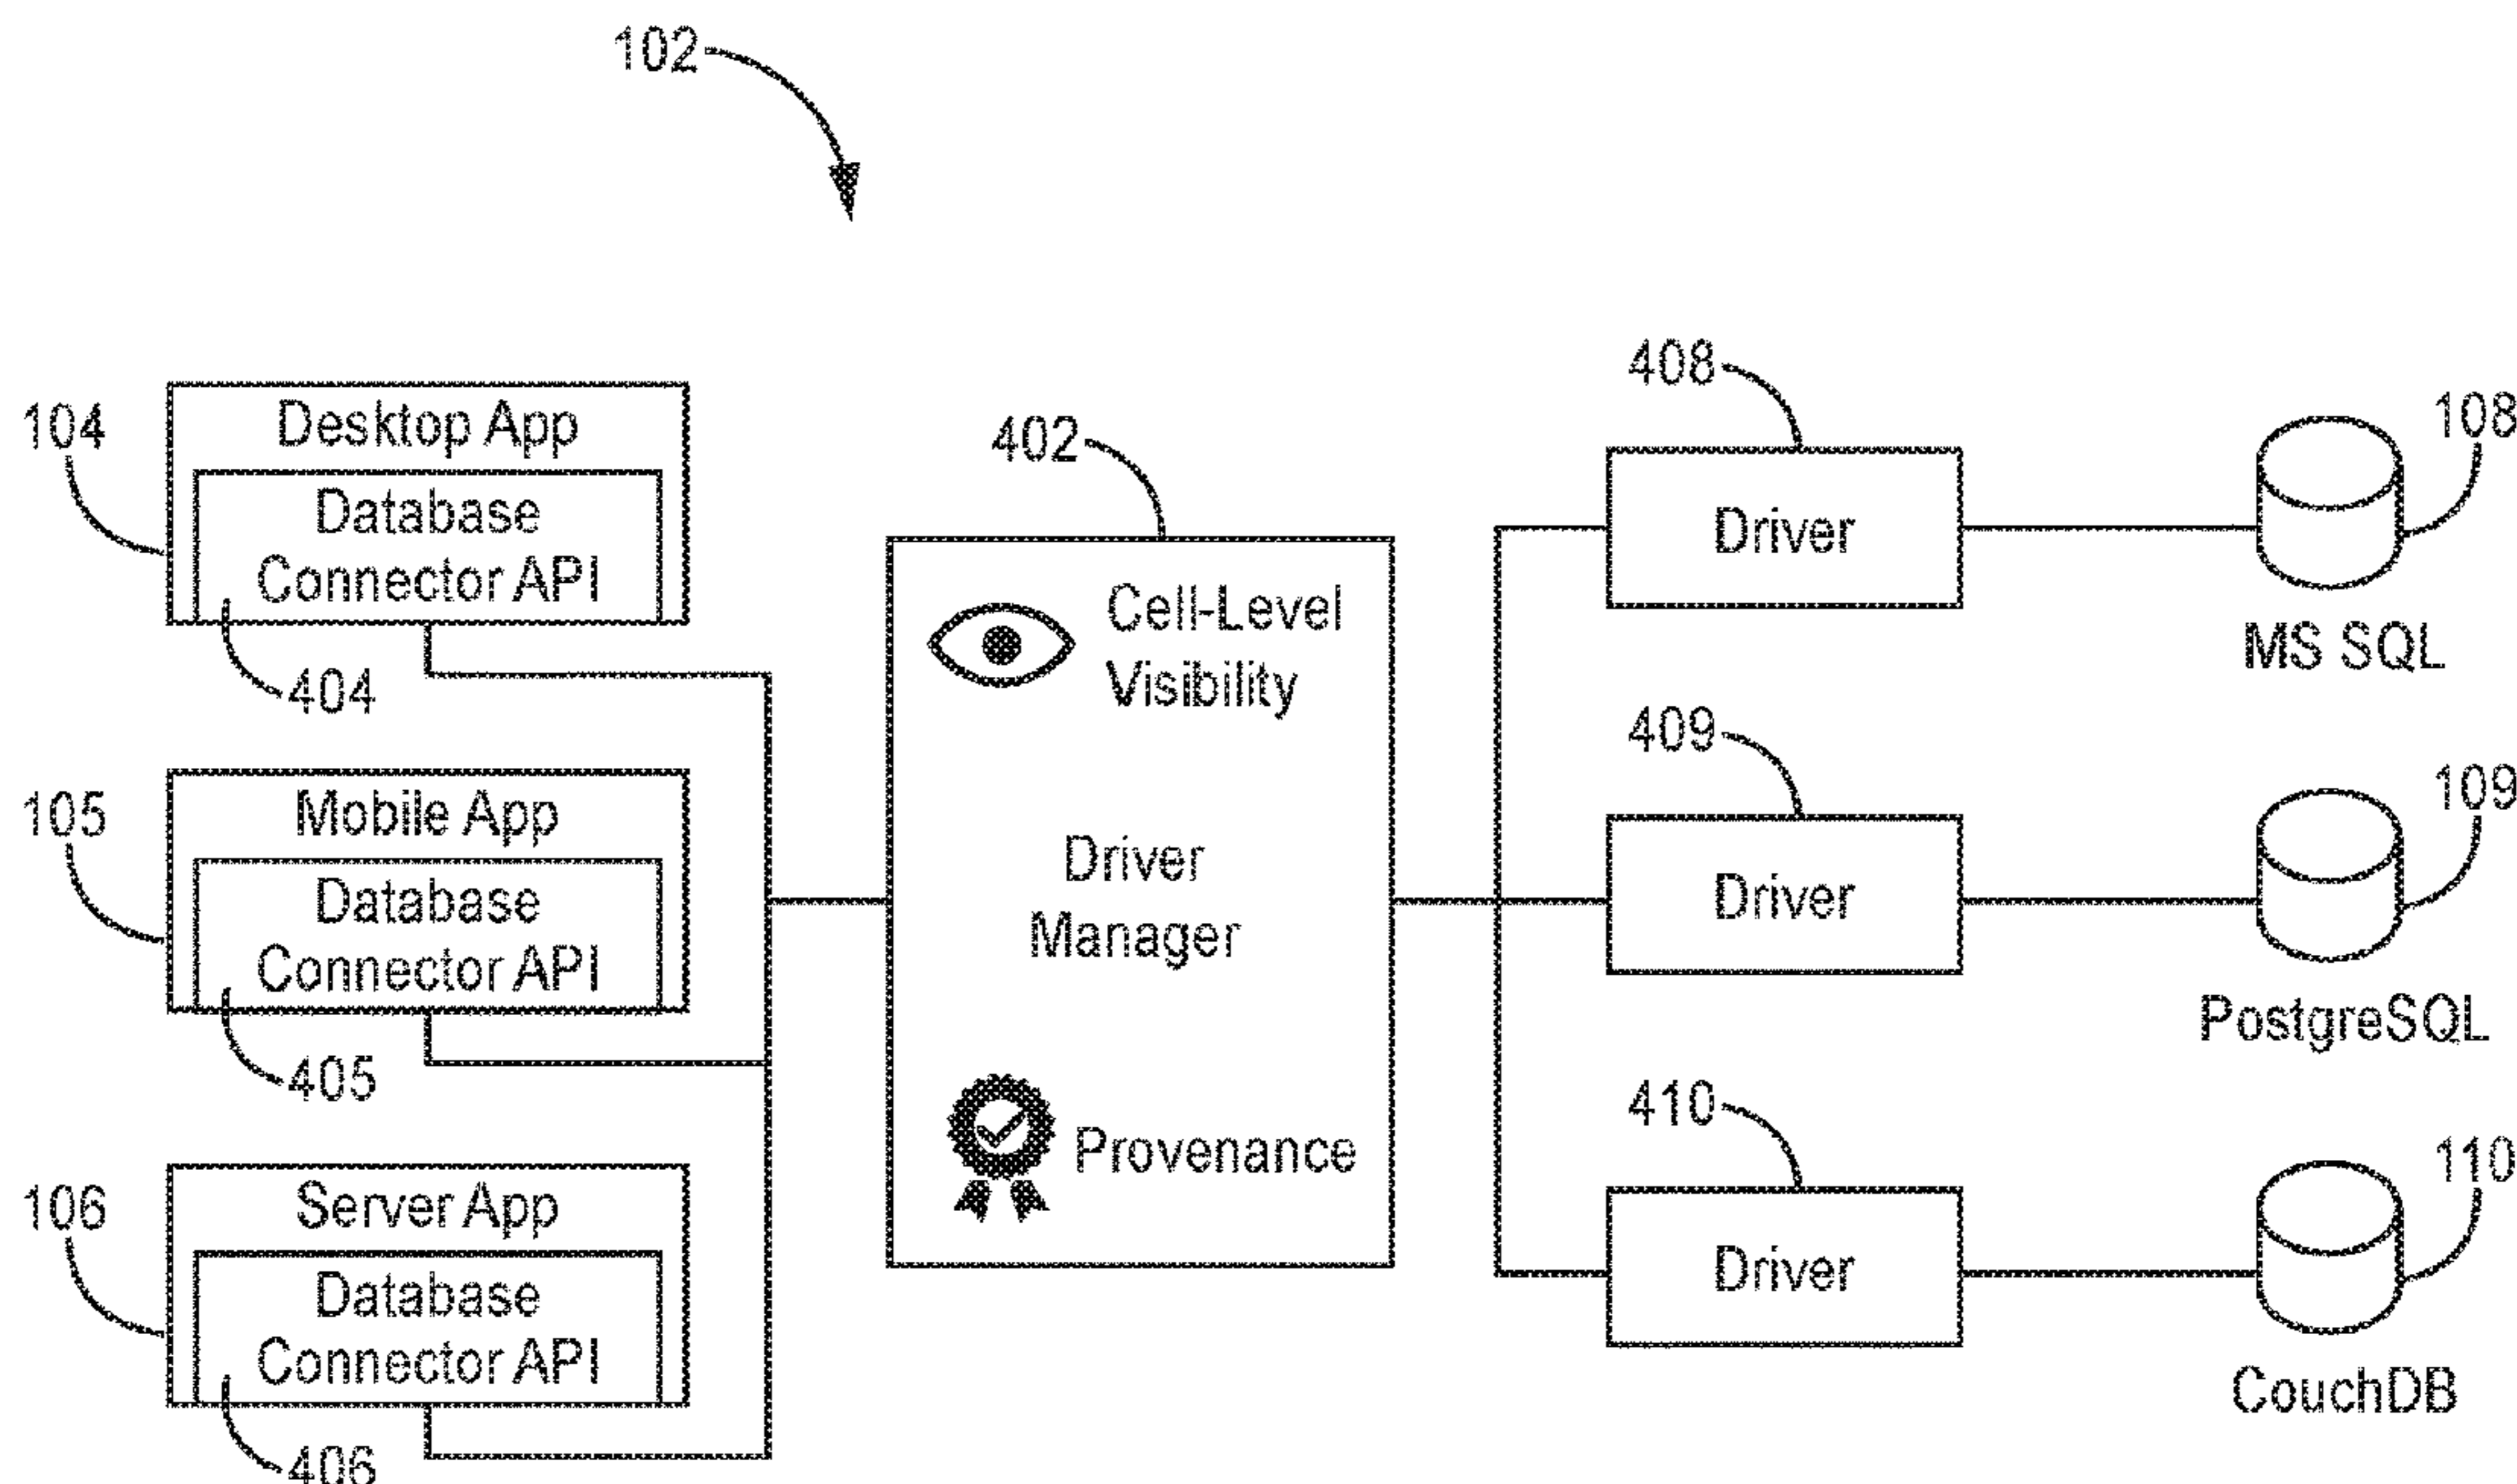 102
104
Desktop App
Database
Connector API
404
105
Mobile App
Database
Connector API
405
106
Server App
Database
Connector API
406
402
Cell-Level
Visibility
Driver
Manager
Provenance
408
Driver
108
MS SQL
409
Driver
109
PostgreSQL
410
Driver
110
CouchDB